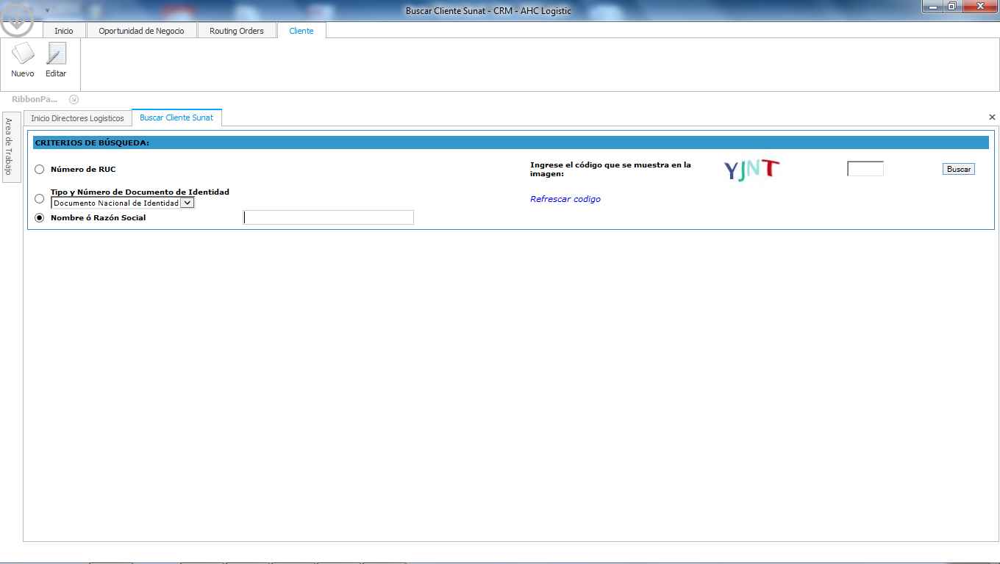 Buscar Cliente Sunat - CRM - AHC Logistic
Inicio
Oportunidad de Negocio
Routing Orders
Cliente
Nuevo
Editar
RibbonPa...
Area de Trabajo
Inicio Directores Logisticos
Buscar Cliente Sunat
CRITERIOS DE BÚSQUEDA:
Número de RUC
Tipo y Número de Documento de Identidad
Documento Nacional de Identidad
Nombre ó Razón Social
Ingrese el código que se muestra en la
imagen:
YJNT
Buscar
Refrescar codigo